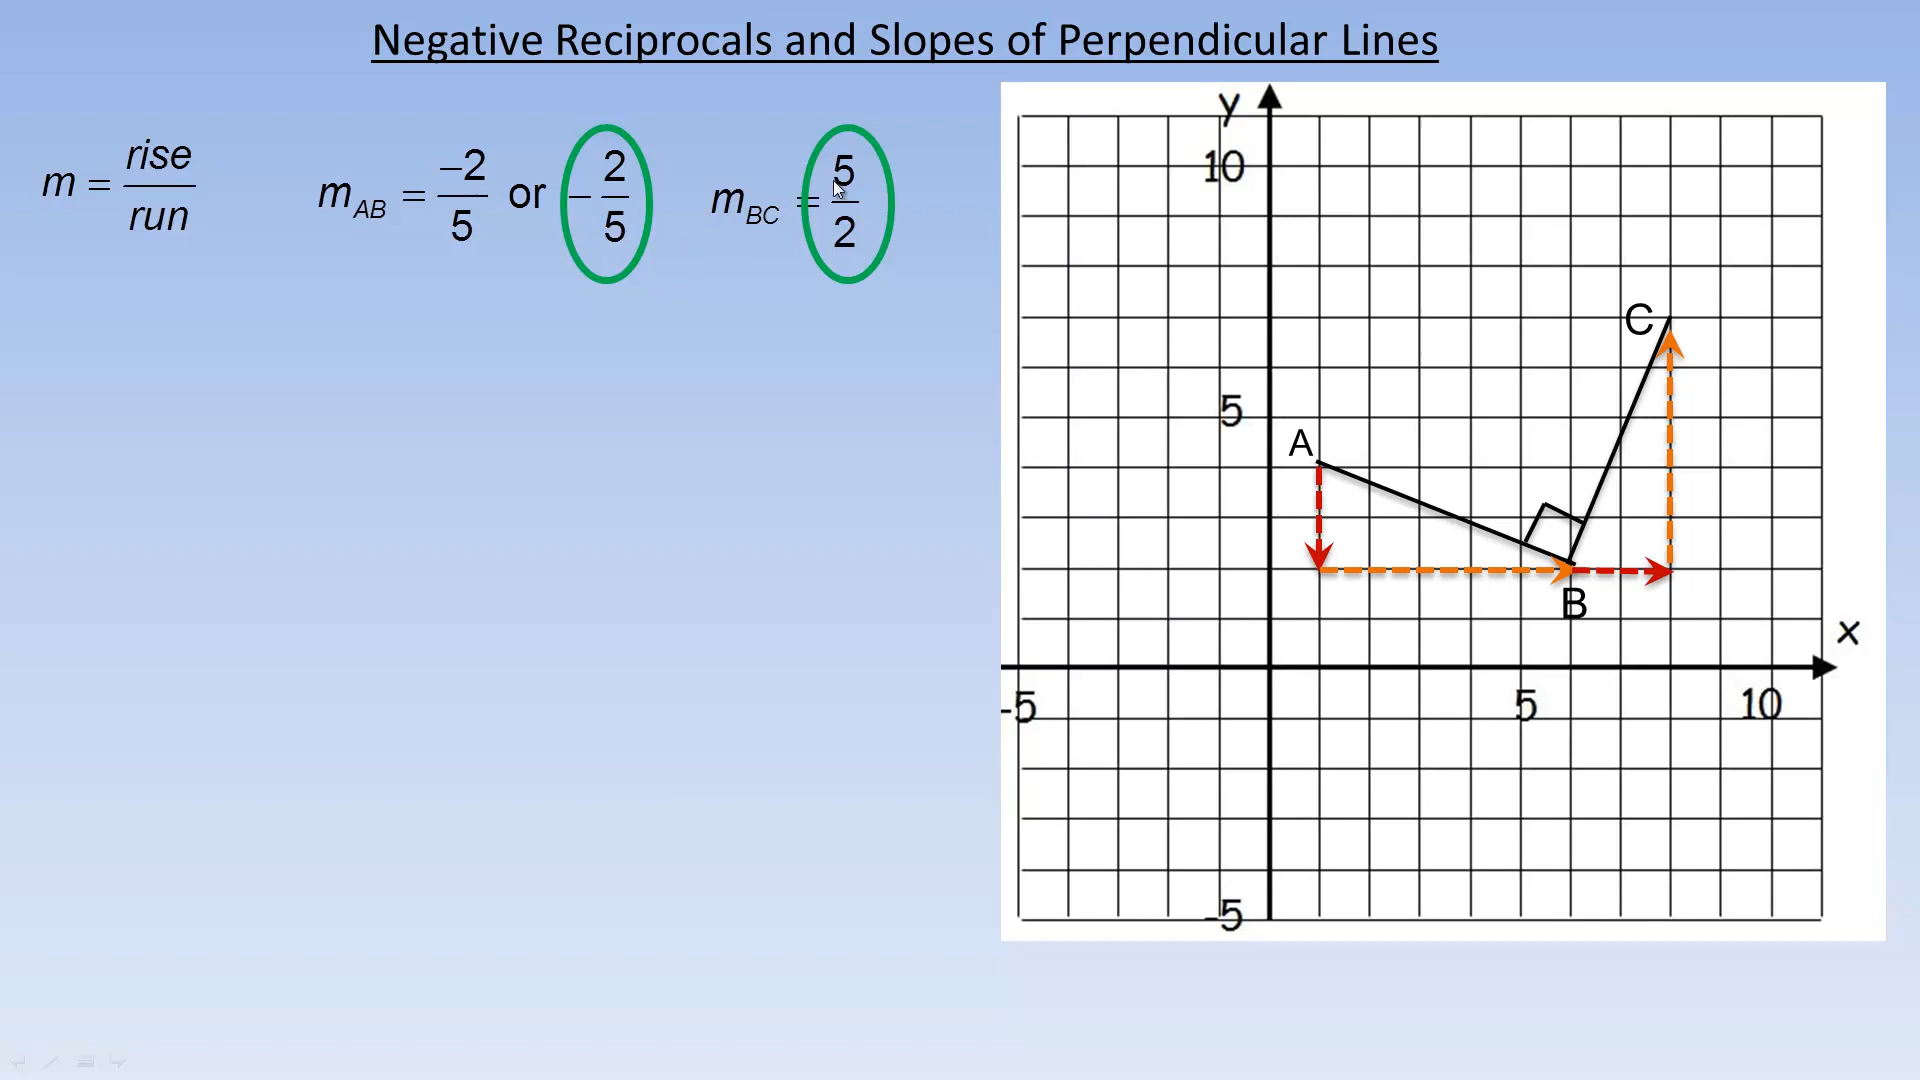 Negative Reciprocals and Slopes of Perpendicular Lines
m = rise/run
m_AB = −2/5 or −2/5
m_BC = 5/2
y
10
C
5
A
B
x
-5
5
10
-5